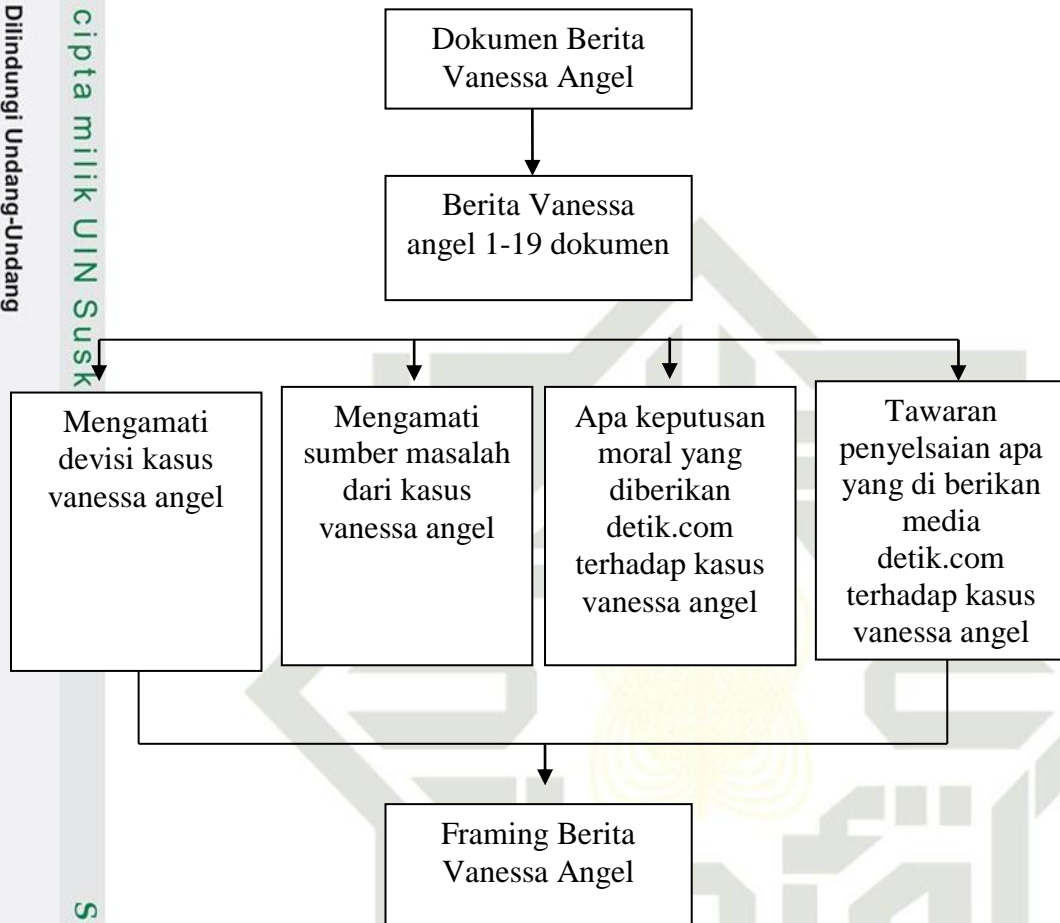 cipta milik UIN Susk
Dilindungi Undang-Undang
Dokumen Berita
Vanessa Angel
Berita Vanessa
angel 1-19 dokumen
Mengamati
devisi kasus
vanessa angel
Mengamati
sumber masalah
dari kasus
vanessa angel
Apa keputusan
moral yang
diberikan
detik.com
terhadap kasus
vanessa angel
Tawaran
penyelsaian apa
yang di berikan
media
detik.com
terhadap kasus
vanessa angel
Framing Berita
Vanessa Angel
S